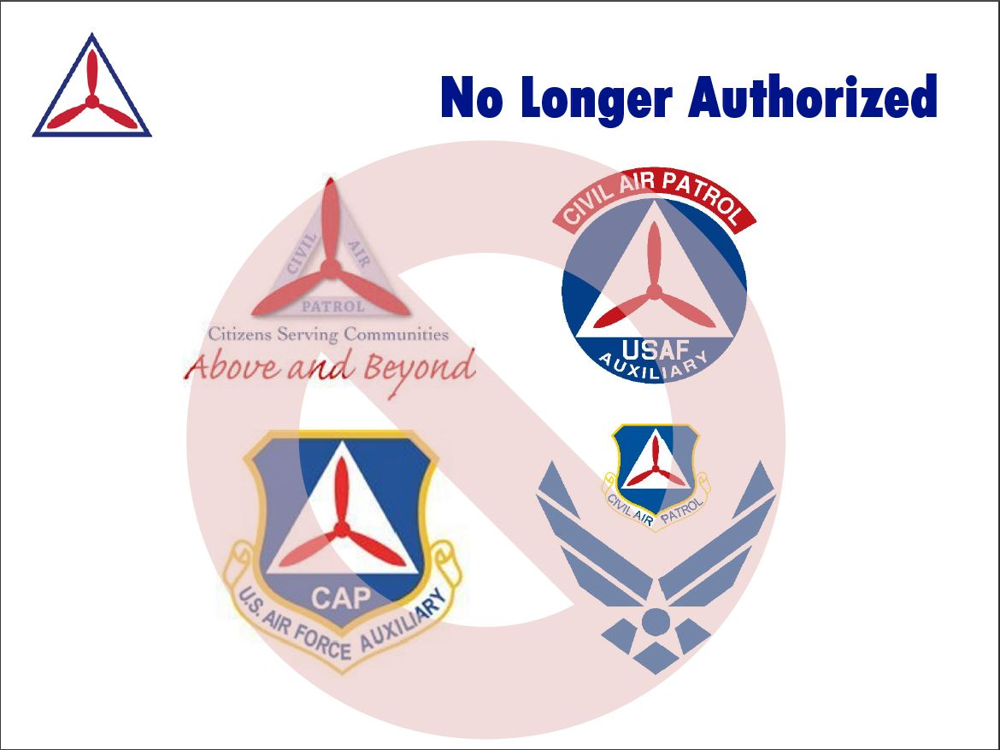 No Longer Authorized
CIVIL AIR PATROL
Citizens Serving Communities
Above and Beyond
CIVIL AIR PATROL
USAF
AUXILIARY
CAP
U.S. AIR FORCE AUXILIARY
CIVIL AIR PATROL